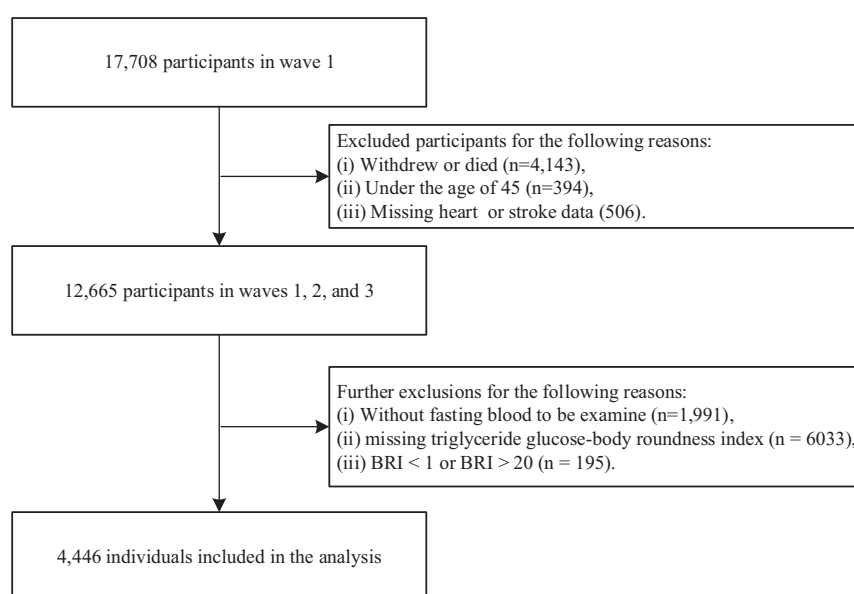 17,708 participants in wave 1
Excluded participants for the following reasons:
(i) Withdrew or died (n=4,143),
(ii) Under the age of 45 (n=394),
(iii) Missing heart or stroke data (506).
12,665 participants in waves 1, 2, and 3
Further exclusions for the following reasons:
(i) Without fasting blood to be examine (n=1,991),
(ii) missing triglyceride glucose-body roundness index (n = 6033),
(iii) BRI < 1 or BRI > 20 (n = 195).
4,446 individuals included in the analysis